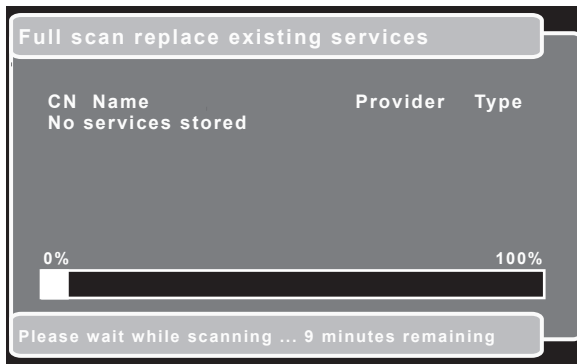 Full scan replace existing services
CN Name Provider Type
No services stored
0% 100%
Please wait while scanning ... 9 minutes remaining